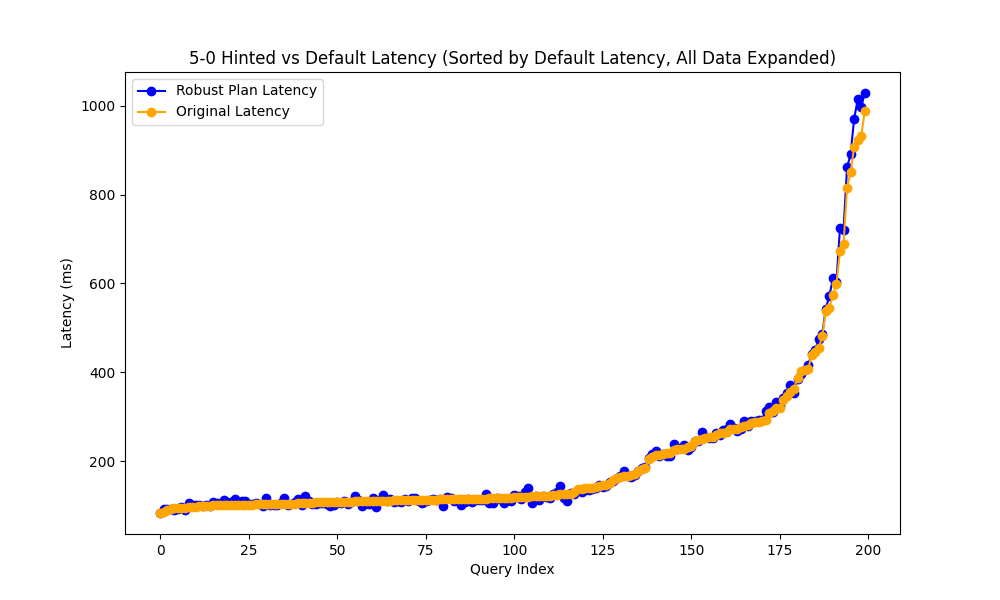 5-0 Hinted vs Default Latency (Sorted by Default Latency, All Data Expanded)
Robust Plan Latency
Original Latency
1000
800
600
400
200
Latency (ms)
0 25 50 75 100 125 150 175 200
Query Index